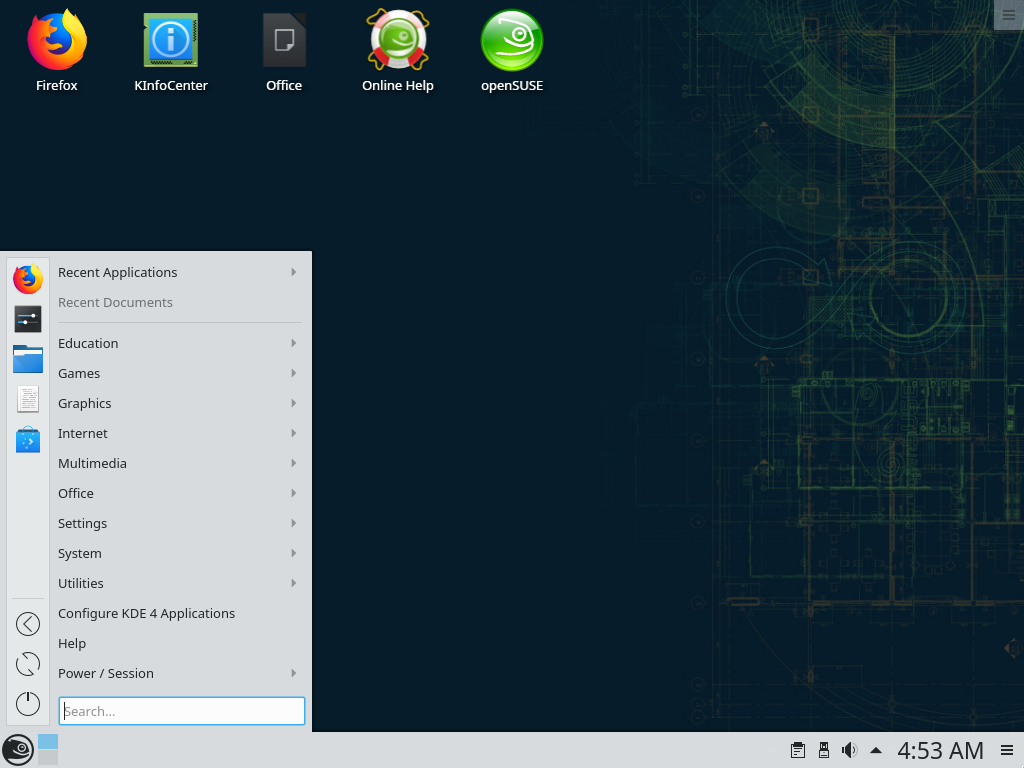 Firefox
KInfoCenter
Office
Online Help
openSUSE
Recent Applications
Recent Documents
Education
Games
Graphics
Internet
Multimedia
Office
Settings
System
Utilities
Configure KDE 4 Applications
Help
Power / Session
Search...
4:53 AM